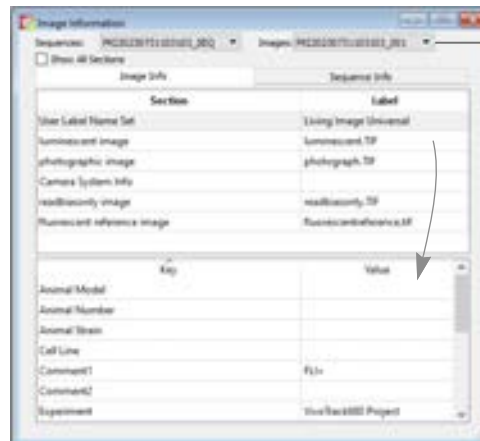 Image Information
Sequences: Images:
Show All Sections
Image Info Sequence Info
Section Label
User Label Name Set Living Image Universal
luminescent image luminescent.TIF
photographic image photograph.TIF
Camera System Info
readbiasonly image readbiasonly.TIF
fluorescent reference image fluorescentreference.tif
Key Value
Animal Model
Animal Number
Animal Strain
Cell Line
Comment1
Comment2
Experiment Project